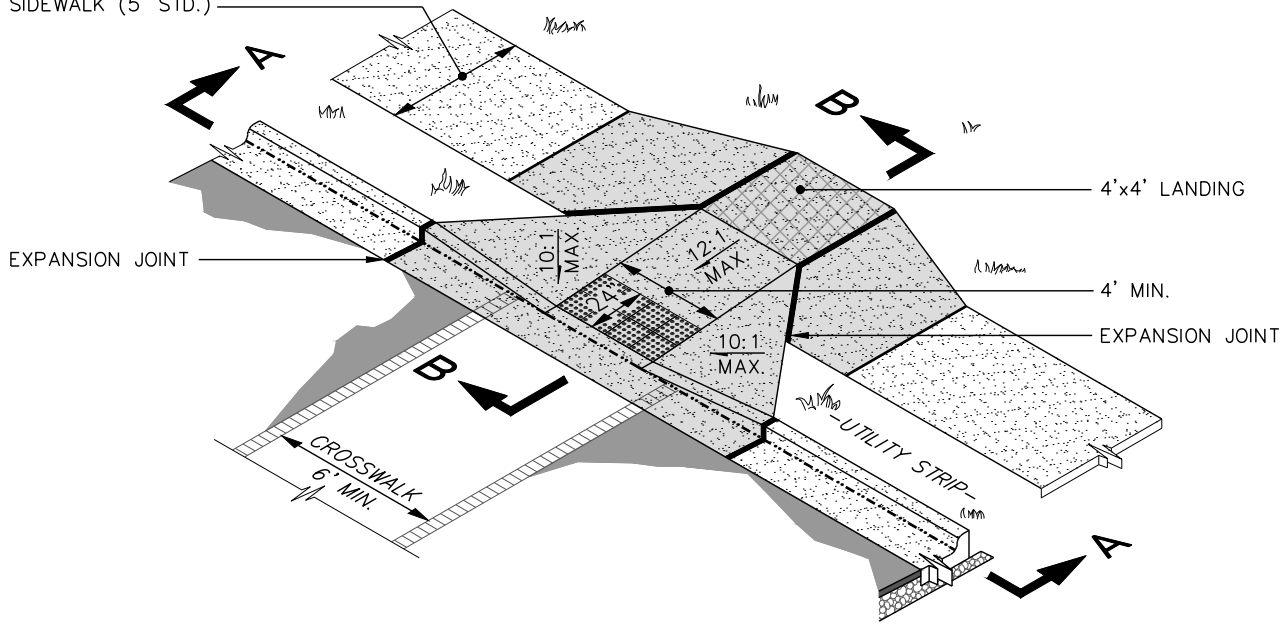 SIDEWALK (5' STD.)
A
B
4'x4' LANDING
10:1
MAX
12:1
MAX
EXPANSION JOINT
24"
4' MIN.
10:1
MAX.
EXPANSION JOINT
B
-UTILITY STRIP-
CROSSWALK
6' MIN.
A